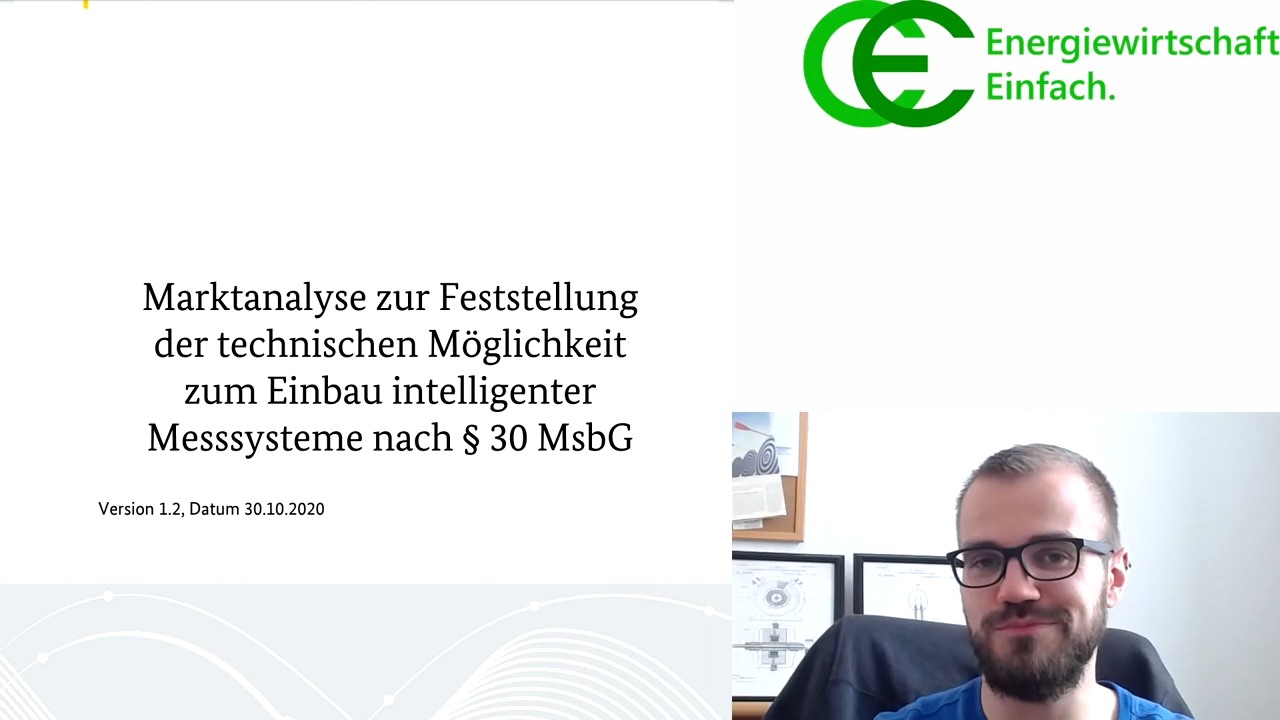 Energiewirtschaft
Einfach.
Marktanalyse zur Feststellung
der technischen Möglichkeit
zum Einbau intelligenter
Messsysteme nach § 30 MsbG
Version 1.2, Datum 30.10.2020